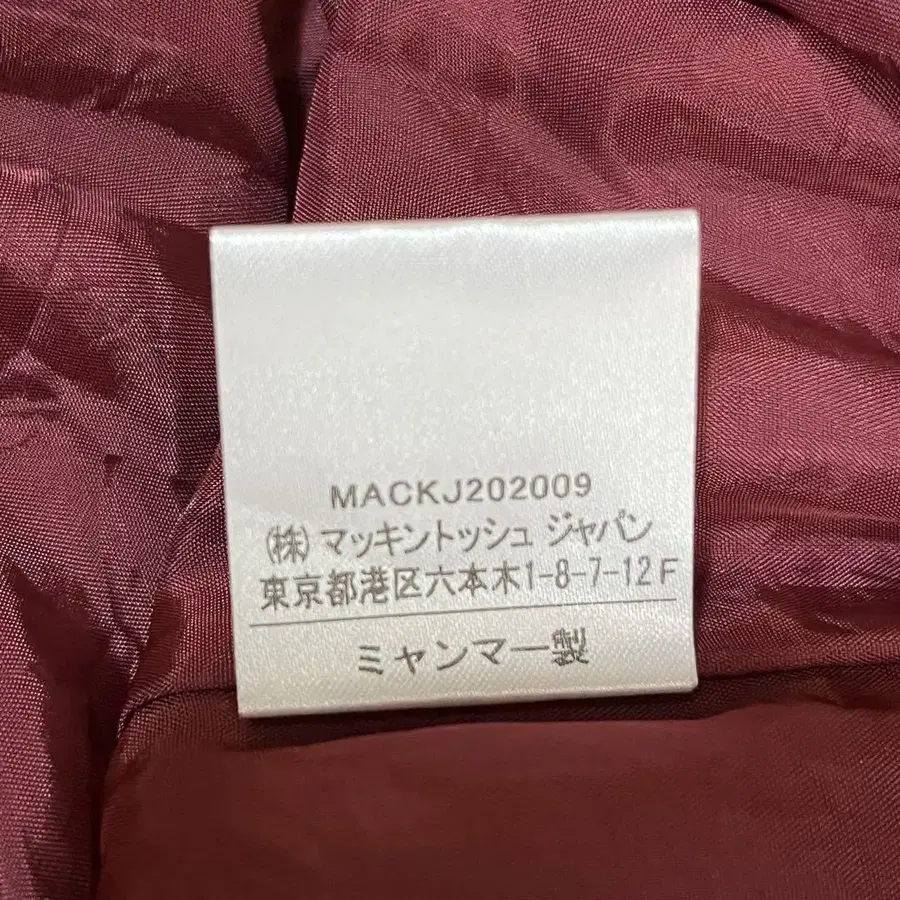 MACKJ202009
(株)マッキントッシュ ジャパン
東京都港区六本木1-8-7-12F
ミャンマー製